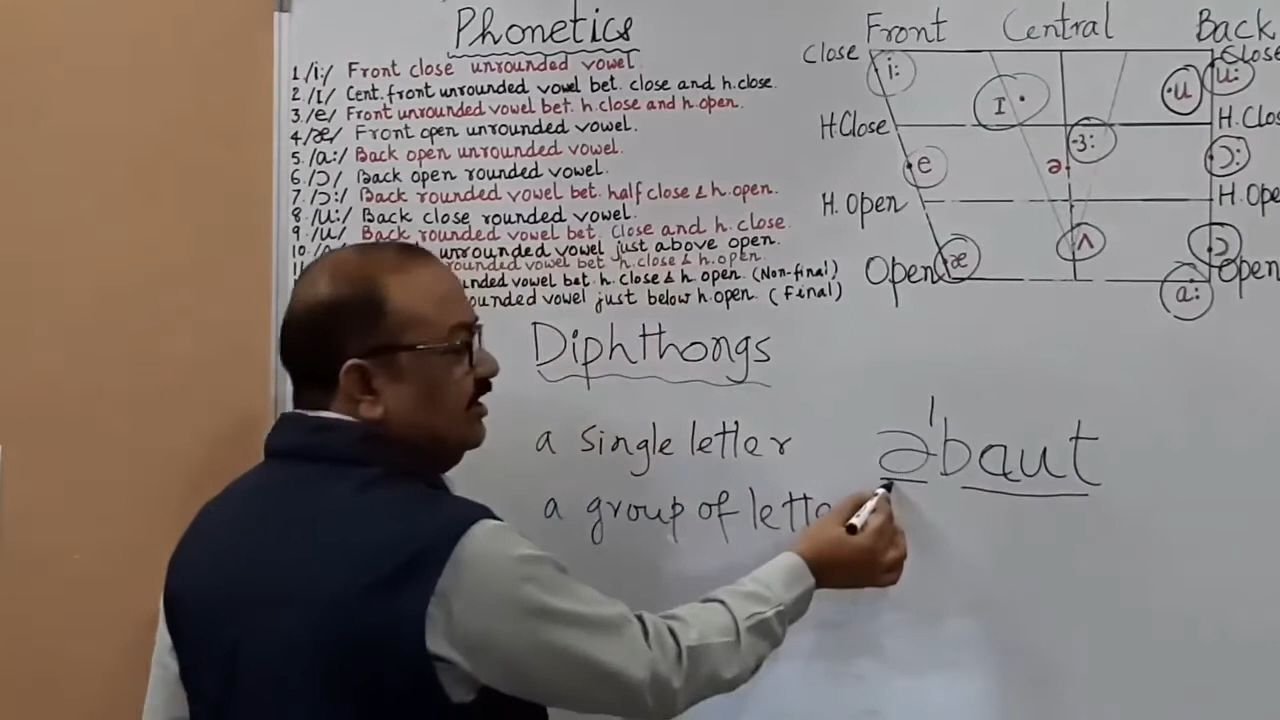 Phonetics
1. /i:/ Front close unrounded vowel.
2. /I/ Cent. front unrounded vowel bet. close and h. close.
3. /e/ Front unrounded vowel bet. h. close and h. open.
4. /æ/ Front open unrounded vowel.
5. /a:/ Back open unrounded vowel.
6. /ɔ/ Back open rounded vowel.
7. /ɔ:/ Back rounded vowel bet. half close & h. open.
8. /u:/ Back close rounded vowel.
9. /u/ Back rounded vowel bet. Close and h. close.
10. unrounded vowel just above open.
rounded vowel bet h. close & h. open.
unded vowel bet. h. close & h. open. (Non-final)
ounded vowel just below h. open. (final)
Front Central Back
Close i: I u u: Close
H. Close ɜ: H. Clos
e ə ɔ:
H. Open H. Ope
æ ʌ ɔ
Open a: Open
Diphthongs
a single letter
a group of lette
ə'baut